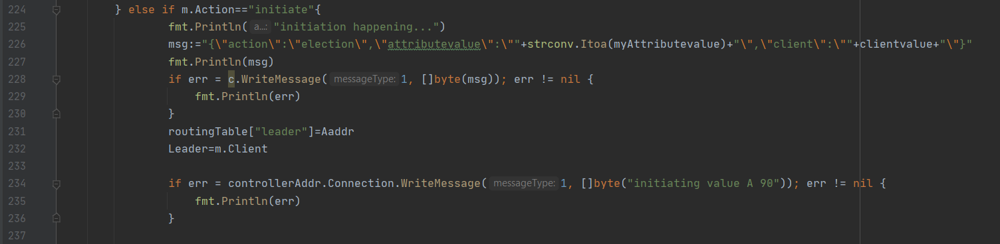 224 } else if m.Action=="initiate"{
225 fmt.Println( a...: "initiation happening...")
226 msg:="{\"action\":\"election\",\"attributevalue\":\""+strconv.Itoa(myAttributevalue)+"\",\"client\":\""+clientvalue+"\"}"
227 fmt.Println(msg)
228 if err = c.WriteMessage( messageType: 1, []byte(msg)); err != nil {
229 fmt.Println(err)
230 }
231 routingTable["leader"]=Aaddr
232 Leader=m.Client
233
234 if err = controllerAddr.Connection.WriteMessage( messageType: 1, []byte("initiating value A 90")); err != nil {
235 fmt.Println(err)
236 }
237